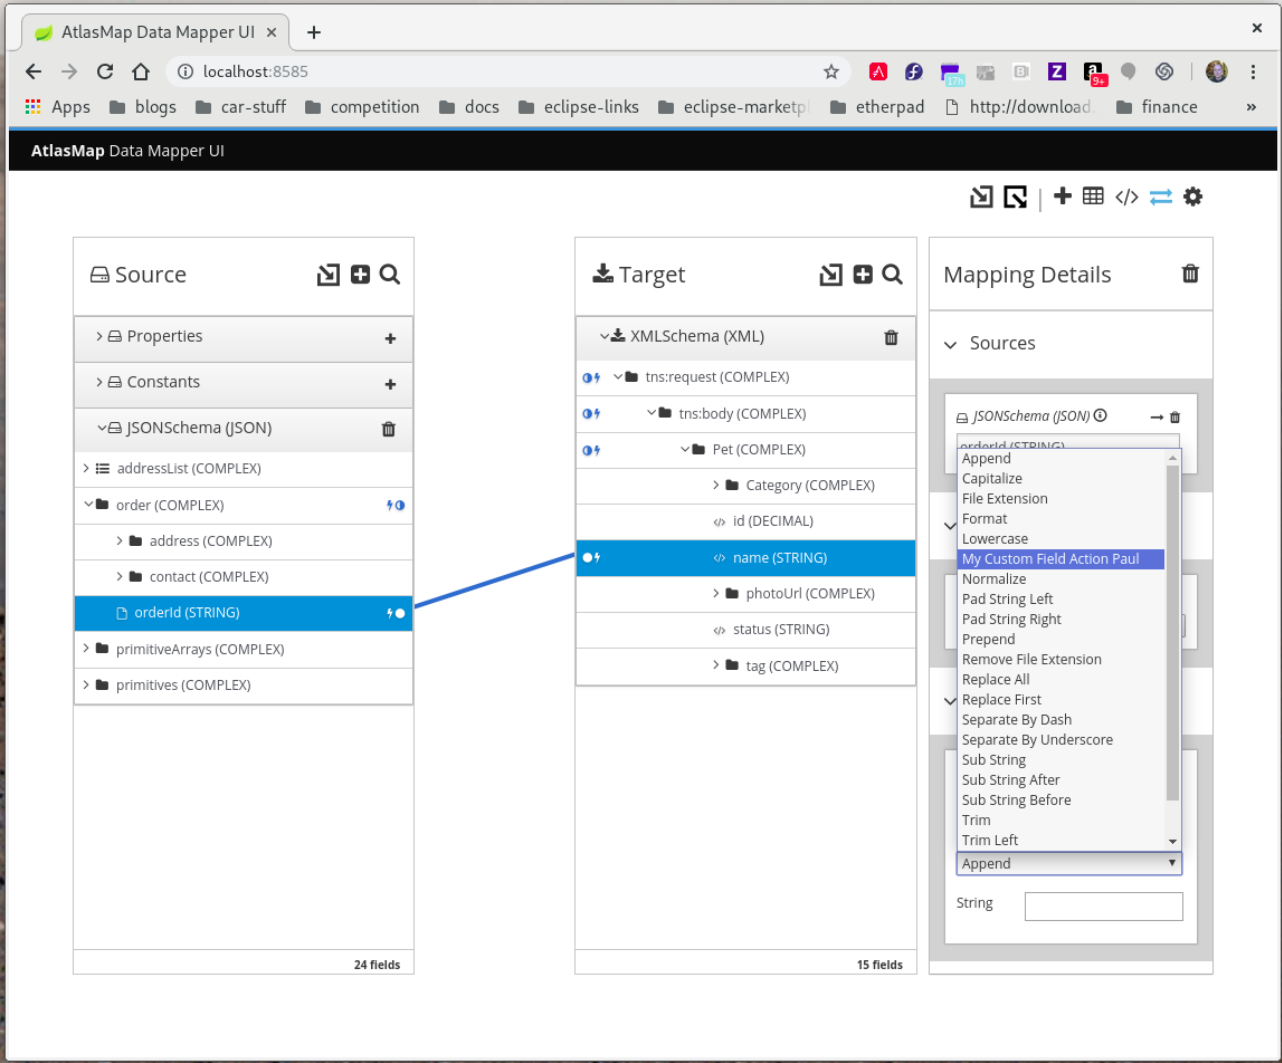 AtlasMap Data Mapper UI
localhost:8585
17h
9+
Apps
blogs
car-stuff
competition
docs
eclipse-links
eclipse-marketp
etherpad
http://download.
finance
»
AtlasMap Data Mapper UI
Source
Properties
Constants
JSONSchema (JSON)
addressList (COMPLEX)
order (COMPLEX)
address (COMPLEX)
contact (COMPLEX)
orderId (STRING)
primitiveArrays (COMPLEX)
primitives (COMPLEX)
24 fields
Target
XMLSchema (XML)
tns:request (COMPLEX)
tns:body (COMPLEX)
Pet (COMPLEX)
Category (COMPLEX)
id (DECIMAL)
name (STRING)
photoUrl (COMPLEX)
status (STRING)
tag (COMPLEX)
15 fields
Mapping Details
Sources
JSONSchema (JSON)
orderId (STRING)
Append
Capitalize
File Extension
Format
Lowercase
My Custom Field Action Paul
Normalize
Pad String Left
Pad String Right
Prepend
Remove File Extension
Replace All
Replace First
Separate By Dash
Separate By Underscore
Sub String
Sub String After
Sub String Before
Trim
Trim Left
Append
String